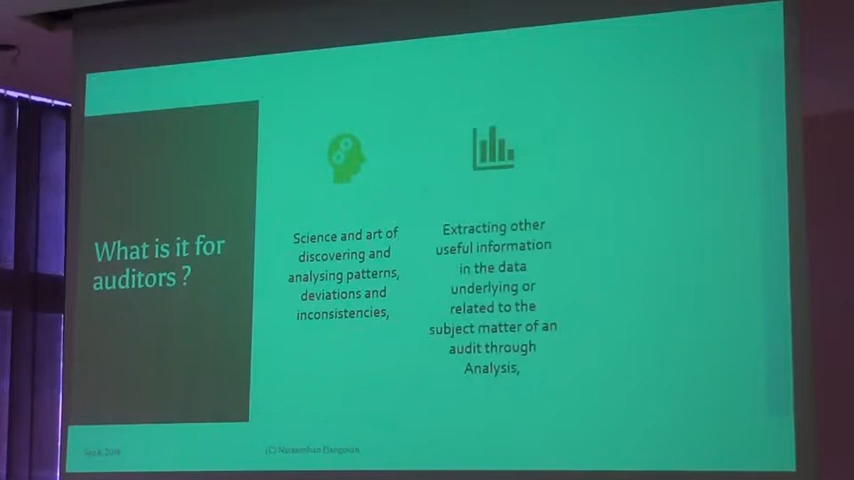 What is it for
auditors ?
Science and art of
discovering and
analysing patterns,
deviations and
inconsistencies,
Extracting other
useful information
in the data
underlying or
related to the
subject matter of an
audit through
Analysis,
(C)